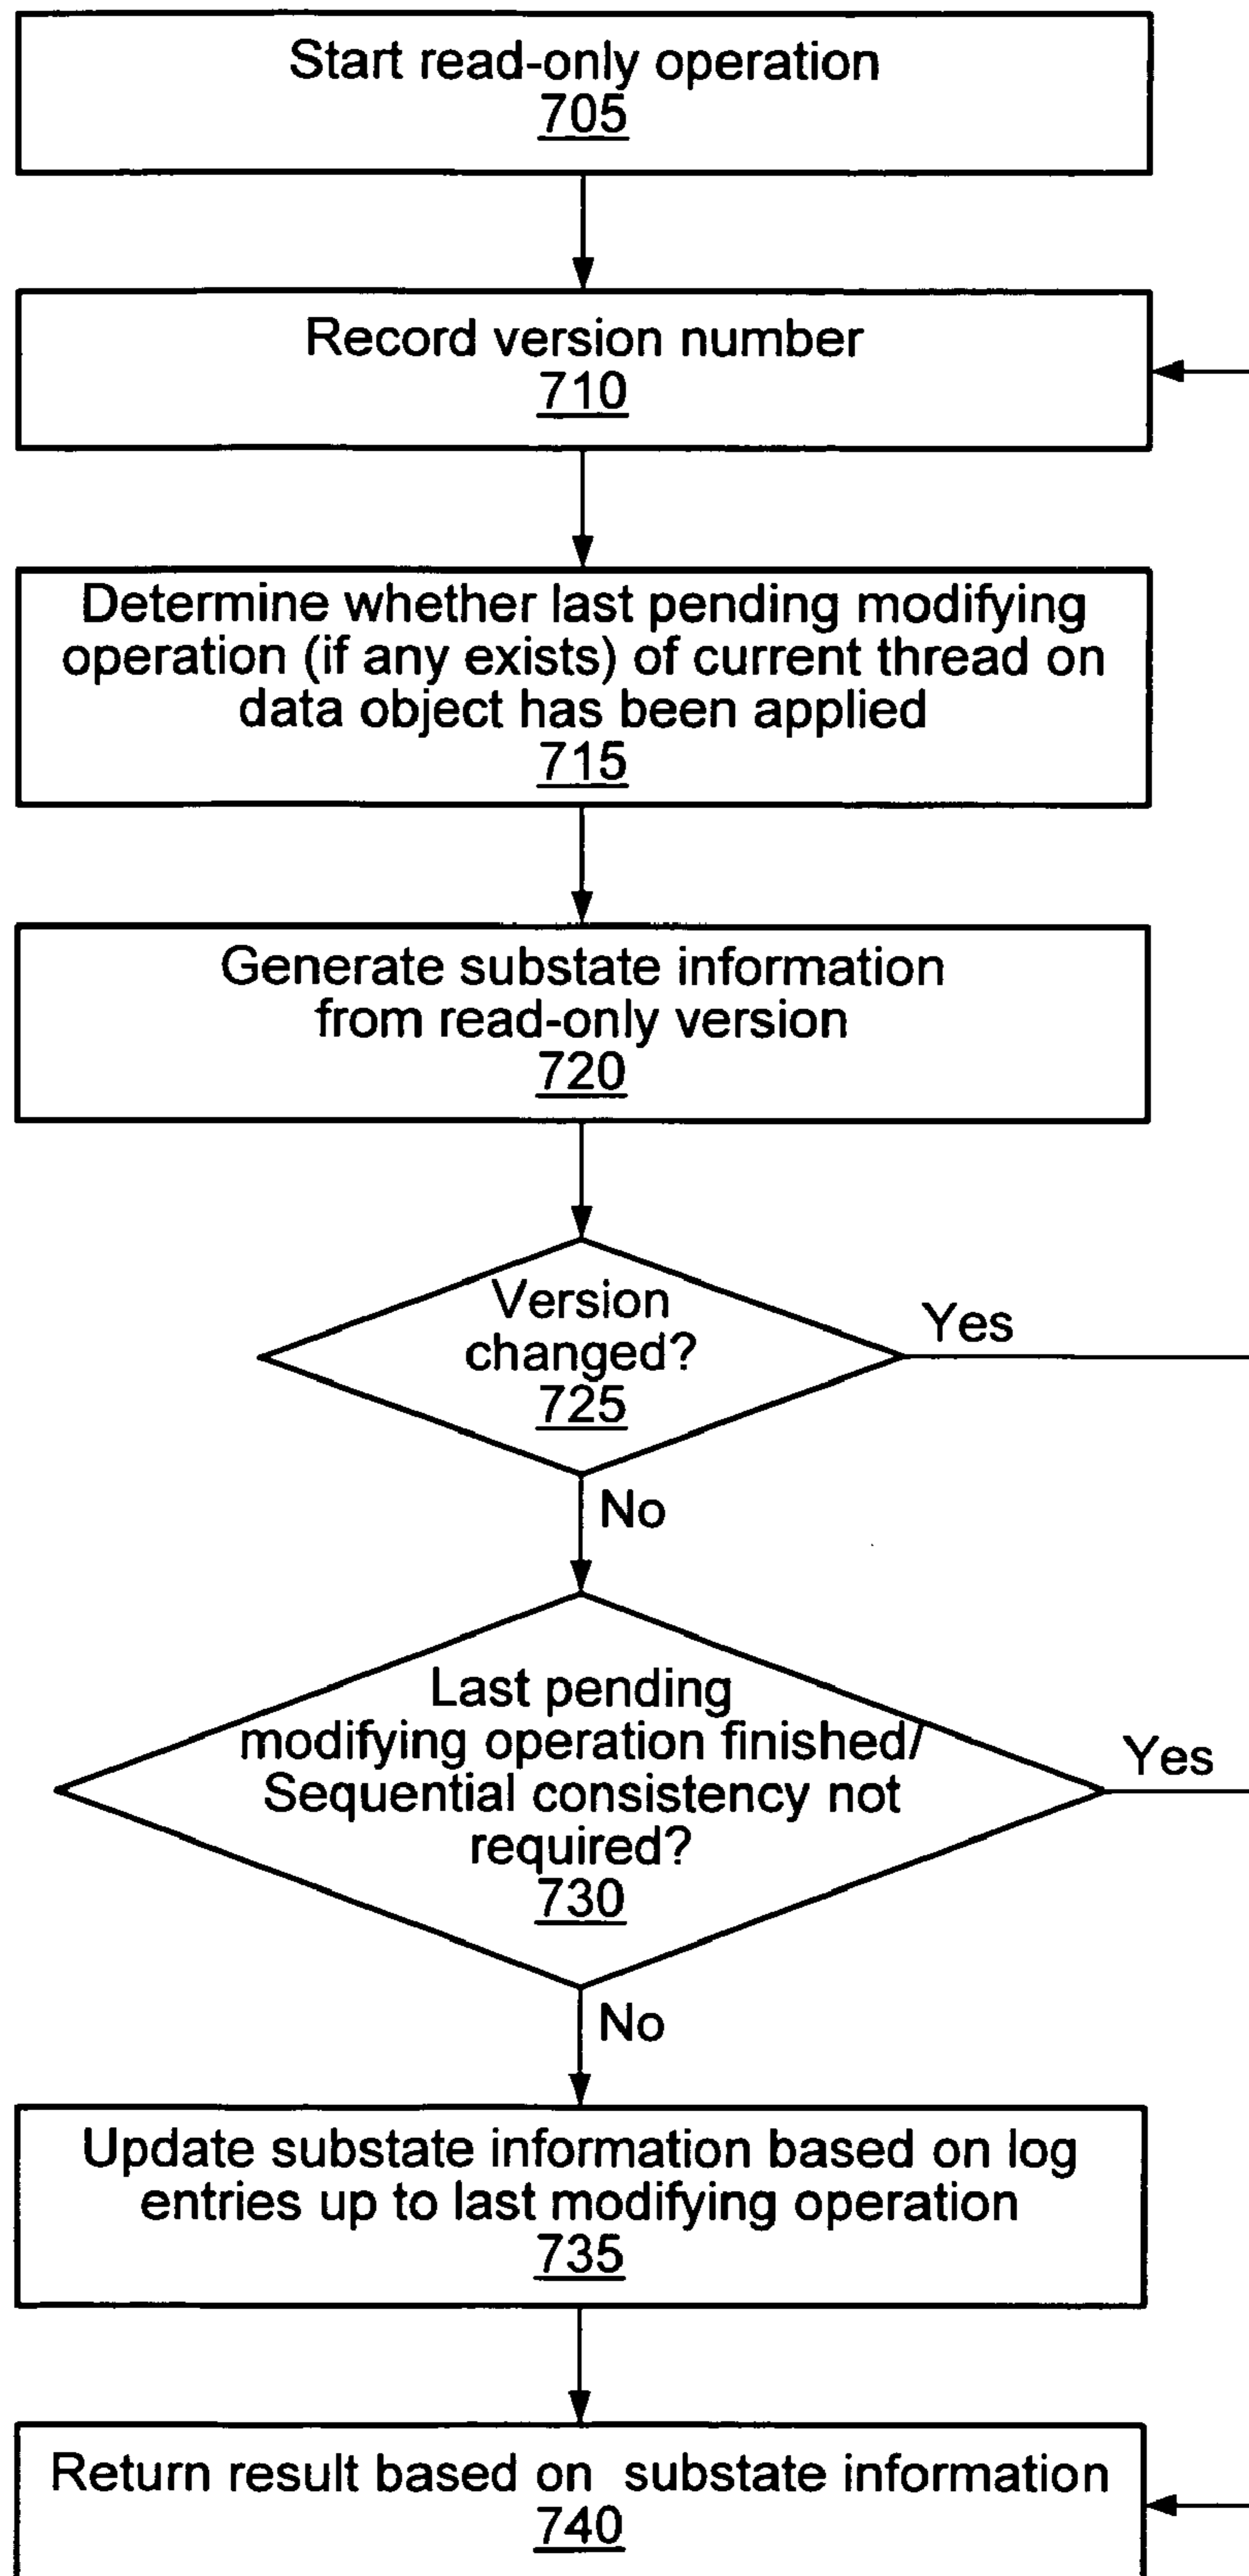 Start read-only operation
705
Record version number
710
Determine whether last pending modifying
operation (if any exists) of current thread on
data object has been applied
715
Generate substate information
from read-only version
720
Version
changed?
725
Yes
No
Last pending
modifying operation finished/
Sequential consistency not
required?
730
Yes
No
Update substate information based on log
entries up to last modifying operation
735
Return result based on substate information
740